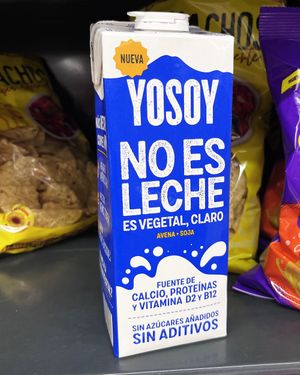 NUEVA
YOSOY
NO ES
LECHE
ES VEGETAL, CLARO
AVENA • SOJA
FUENTE DE
CALCIO, PROTEÍNAS
Y VITAMINA D2 Y B12
SIN AZÚCARES AÑADIDOS
SIN ADITIVOS